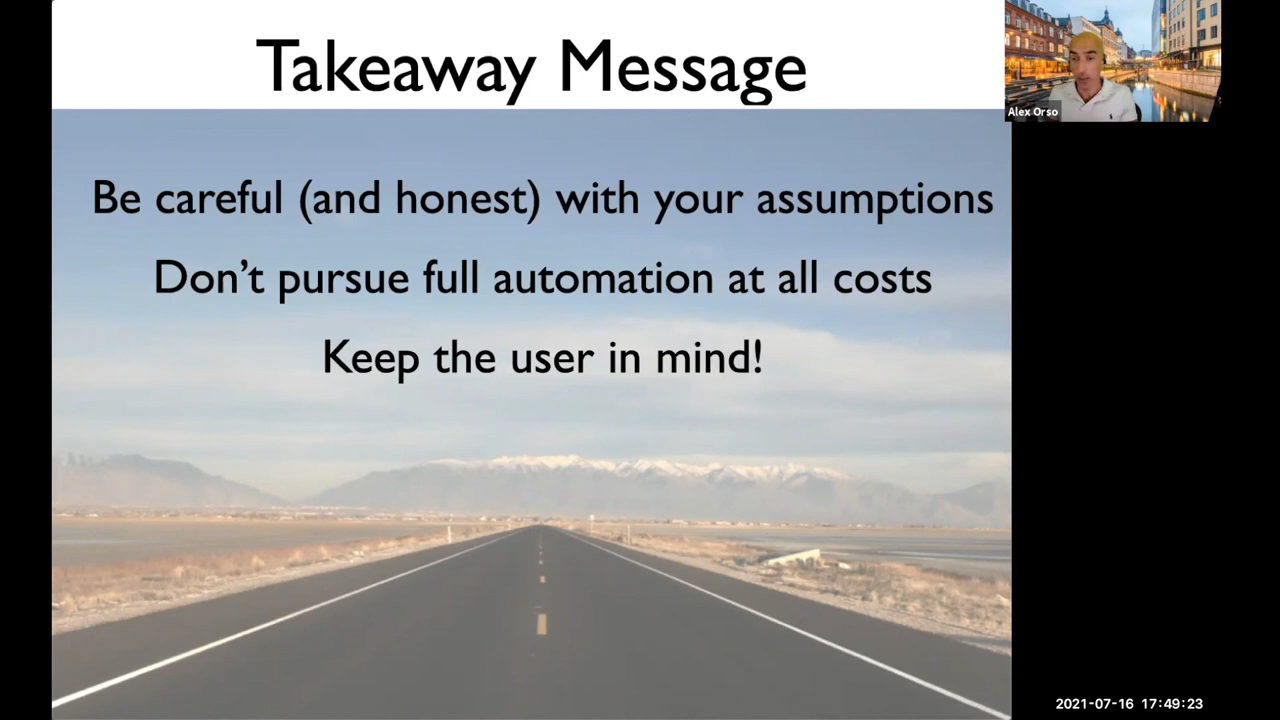 Takeaway Message
Alex Orso
Be careful (and honest) with your assumptions
Don’t pursue full automation at all costs
Keep the user in mind!
2021-07-16 17:49:23